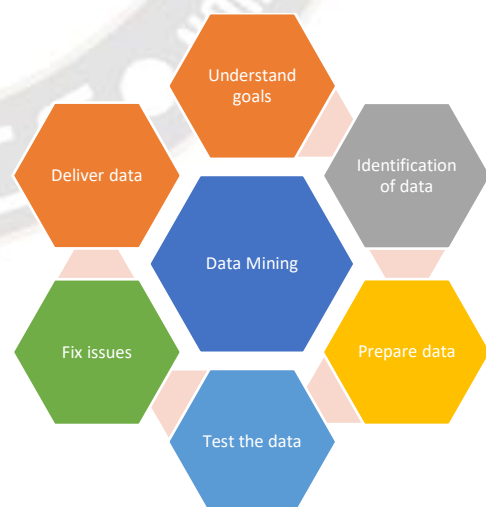 Understand
goals
Identification
of data
Deliver data
Data Mining
Fix issues
Prepare data
Test the data